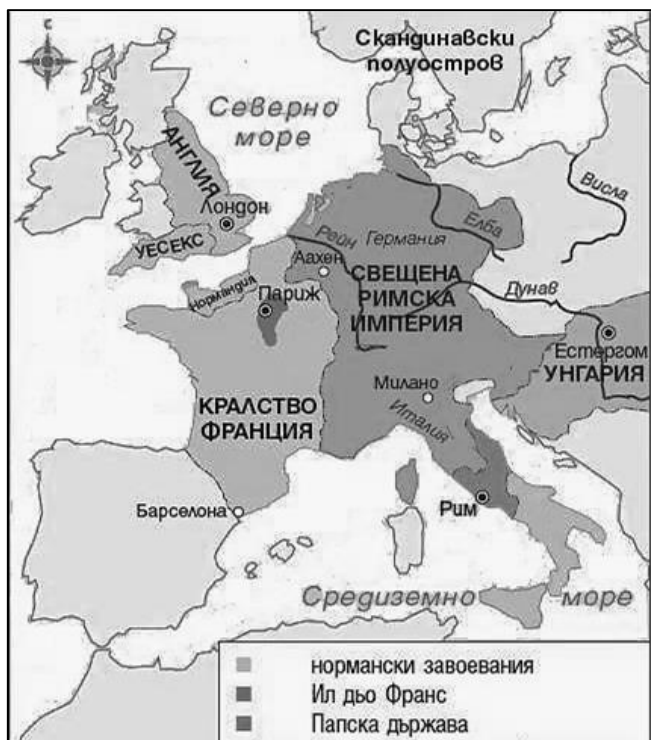 С
Скандинавски
полуостров
Северно
море
АНГЛИЯ
Лондон
УЕСЕКС
Висла
Елба
Рейн
Германия
Аахен
СВЕЩЕНА
РИМСКА
ИМПЕРИЯ
Нормандия
Париж
Дунав
Естергом
УНГАРИЯ
Милано
Италия
КРАЛСТВО
ФРАНЦИЯ
Барселона
Рим
Средиземно море
нормански завоевания
Ил дьо Франс
Папска държава